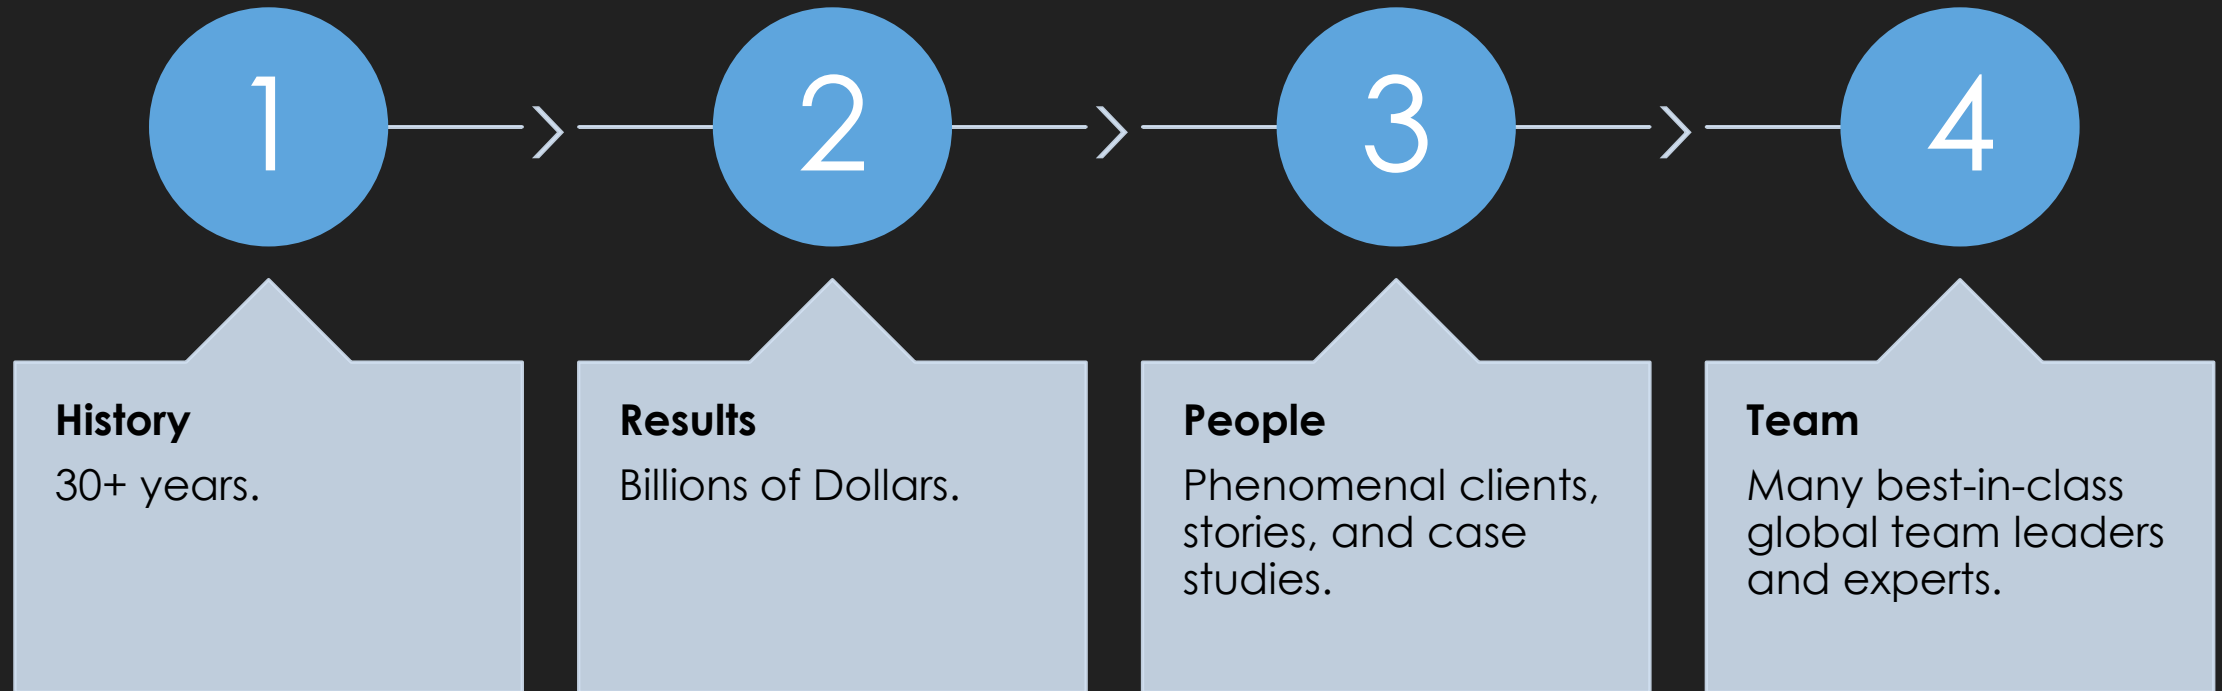 1
2
3
4
History
30+ years.
Results
Billions of Dollars.
People
Phenomenal clients,
stories, and case
studies.
Team
Many best-in-class
global team leaders
and experts.